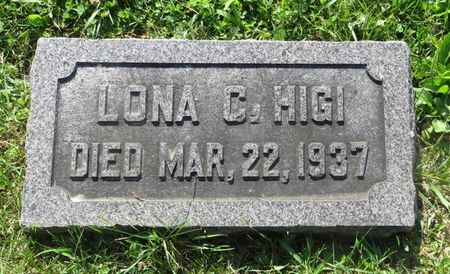 LONA C. HIGI
DIED MAR. 22, 1937